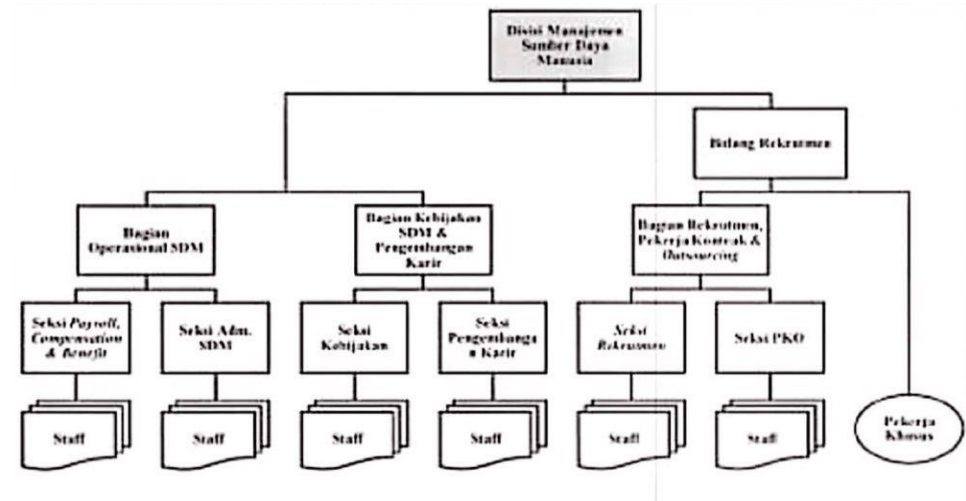 Divisi Manajemen
Sumber Daya
Manusia
Bidang Rekrutmen
Bagian
Operasional SDM
Bagian Kebijakan
SDM &
Pengembangan
Karir
Bagian Rekrutmen,
Pekerja Kontrak &
Outsourcing
Seksi Payroll,
Compensation
& Benefit
Seksi Adm.
SDM
Seksi
Kebijakan
Seksi
Pengembanga
n Karir
Seksi
Rekrutmen
Seksi PKO
Staff
Staff
Staff
Staff
Staff
Staff
Pekerja
Khusus